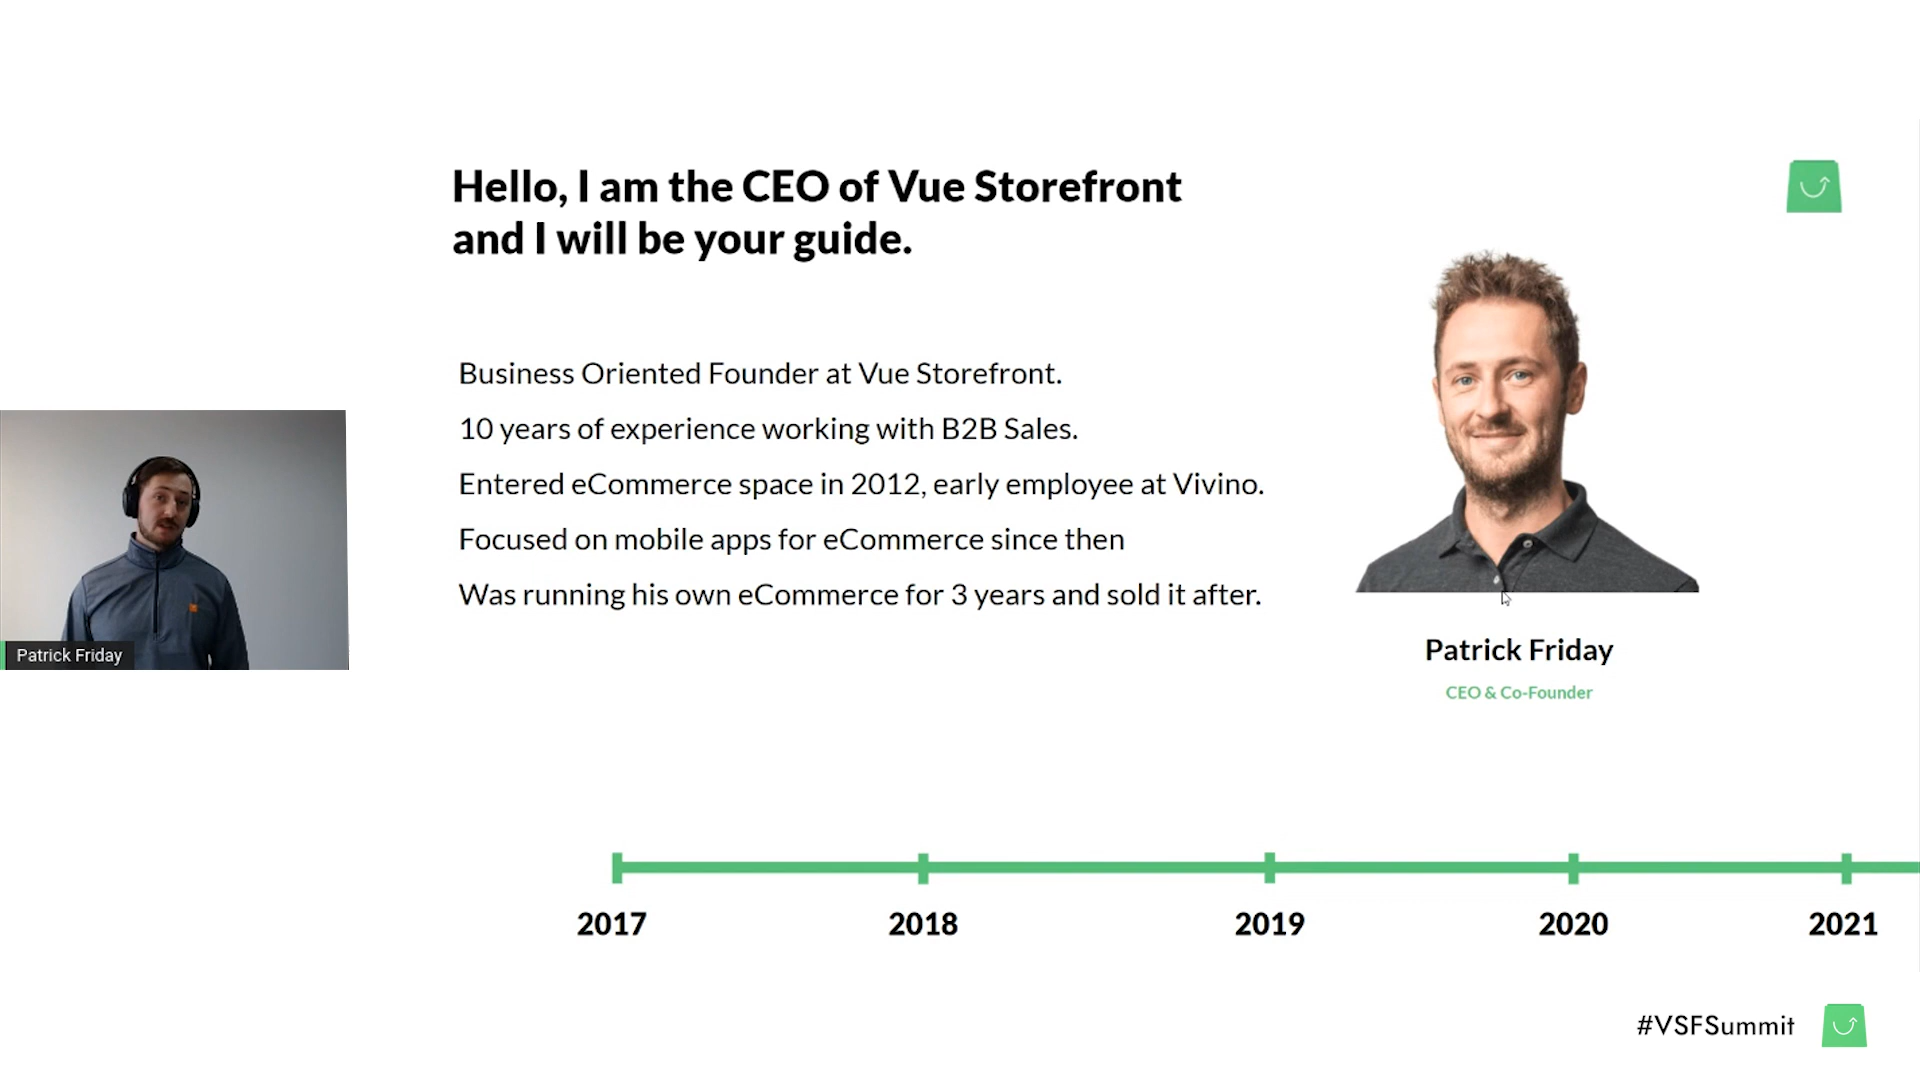 Hello, I am the CEO of Vue Storefront
and I will be your guide.
Business Oriented Founder at Vue Storefront.
10 years of experience working with B2B Sales.
Entered eCommerce space in 2012, early employee at Vivino.
Focused on mobile apps for eCommerce since then
Was running his own eCommerce for 3 years and sold it after.
Patrick Friday
Patrick Friday
CEO & Co-Founder
2017 2018 2019 2020 2021
#VSFSummit